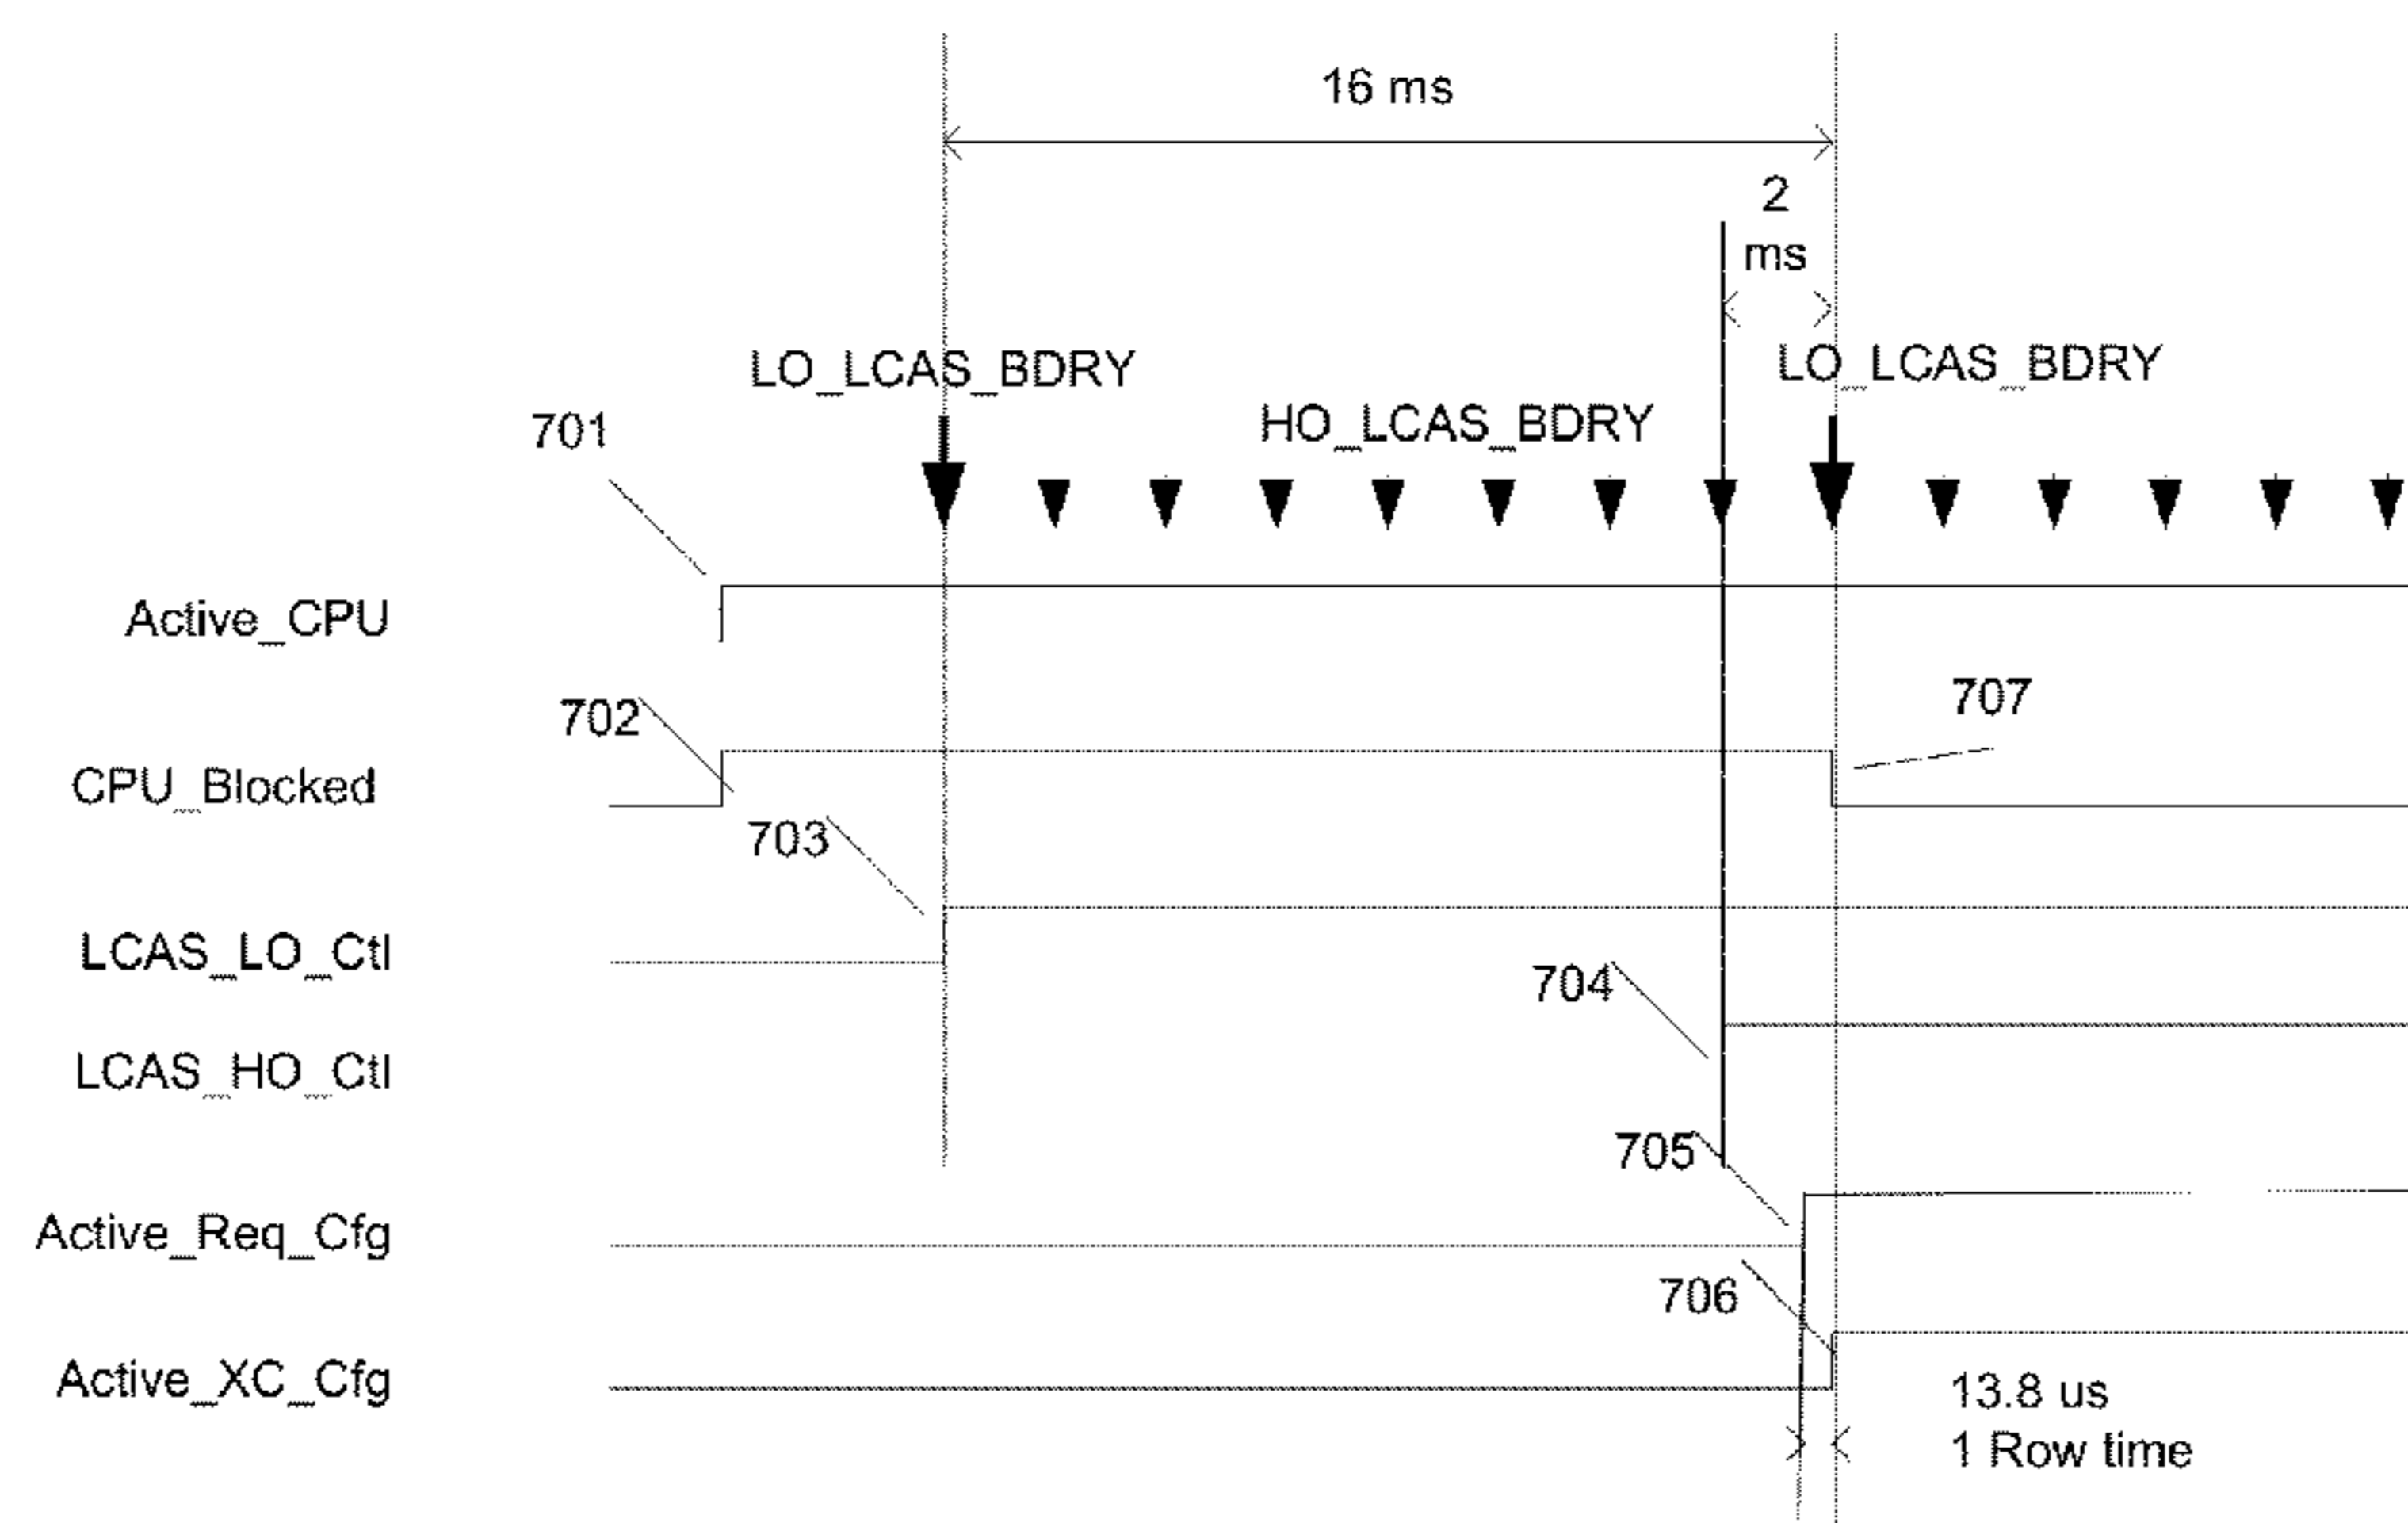 16 ms
2
ms
LO_LCAS_BDRY
LO_LCAS_BDRY
HO_LCAS_BDRY
701
Active_CPU
702
707
CPU_Blocked
703
LCAS_LO_Ctl
704
LCAS_HO_Ctl
705
Active_Req_Cfg
706
Active_XC_Cfg
13.8 us
1 Row time